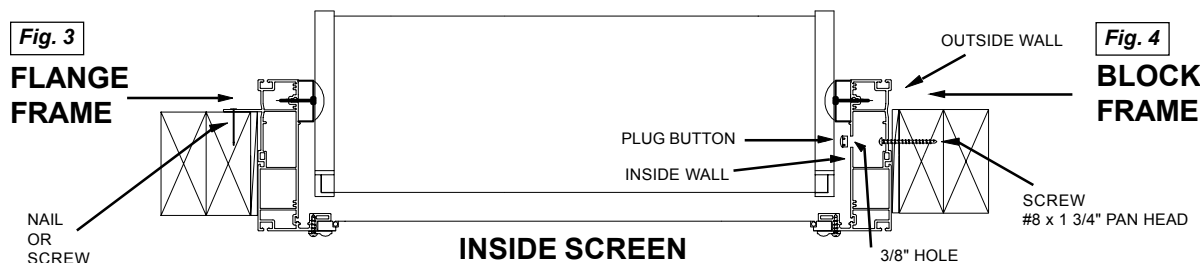 Fig. 3
FLANGE
FRAME
NAIL
OR
SCREW
INSIDE SCREEN
PLUG BUTTON
INSIDE WALL
OUTSIDE WALL
Fig. 4
BLOCK
FRAME
SCREW
#8 x 1 3/4" PAN HEAD
3/8" HOLE